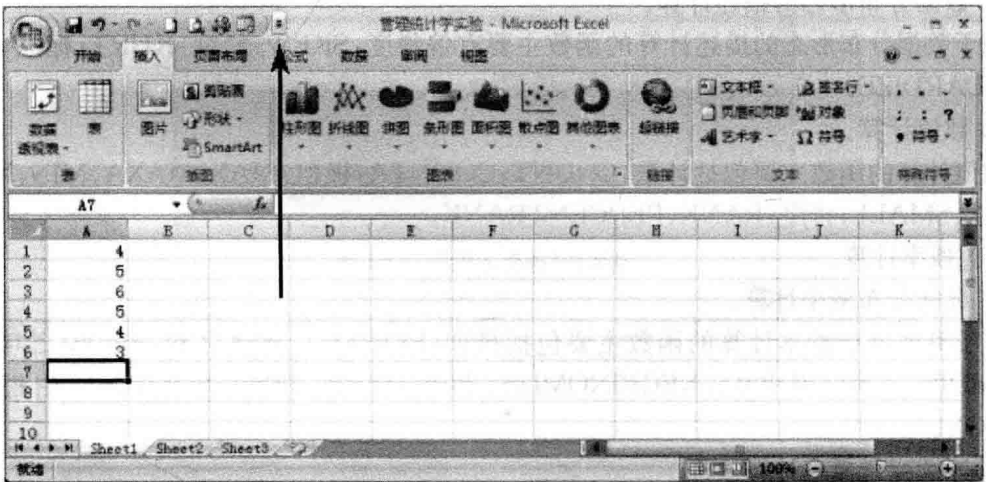 管理统计学实验 - Microsoft Excel
开始 插入 页面布局 公式 数据 审阅 视图
数据透视表 表 图片 剪贴画 形状 SmartArt 柱形图 折线图 饼图 条形图 面积图 散点图 其他图表 超链接 文本框 页眉和页脚 艺术字 签名行 对象 Ω 符号 , 。 、 ; : ? 符号
表 插图 图表 链接 文本 特殊符号
A7 fx
A B C D E F G H I J K
1 4
2 5
3 6
4 5
5 4
6 3
7
8
9
10
Sheet1 Sheet2 Sheet3
就绪 100%